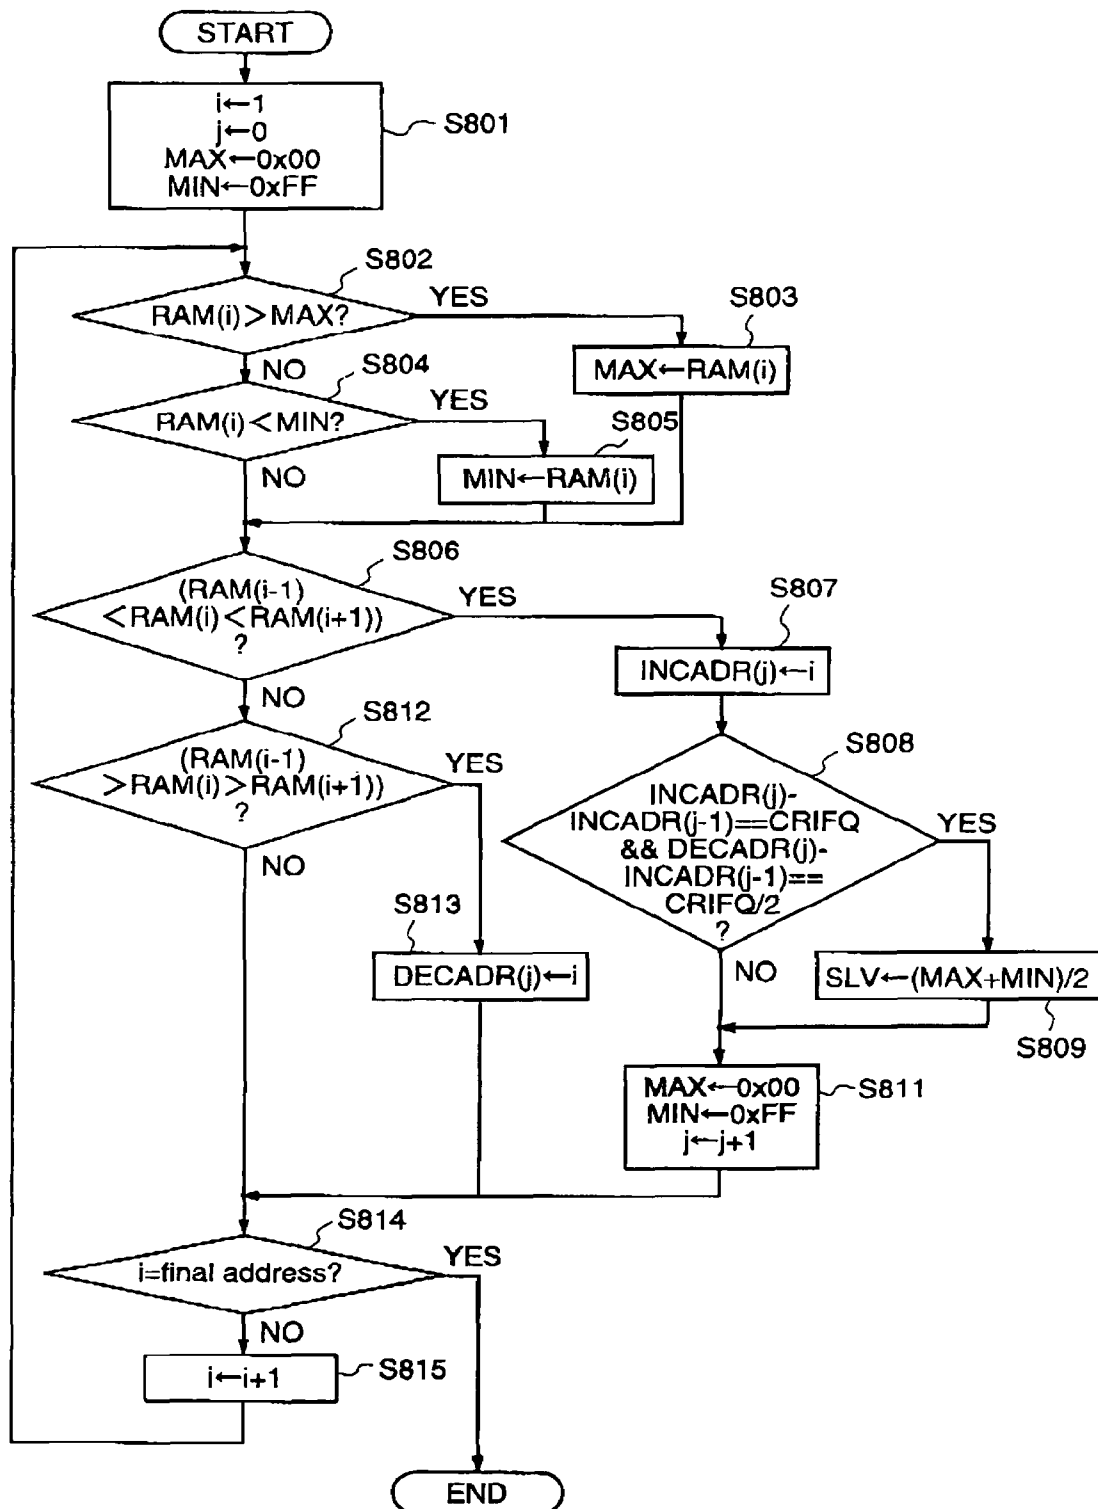 START
i←1
j←0
MAX←0x00
MIN←0xFF
S801
S802
RAM(i)>MAX?
YES
NO
S803
MAX←RAM(i)
S804
RAM(i)<MIN?
YES
NO
S805
MIN←RAM(i)
S806
(RAM(i-1)
<RAM(i)<RAM(i+1))
?
YES
NO
S807
INCADR(j)←i
S808
INCADR(j)-
INCADR(j-1)==CRIFQ
&& DECADR(j)-
INCADR(j-1)==
CRIFQ/2
?
YES
NO
SLV←(MAX+MIN)/2
S809
MAX←0x00
MIN←0xFF
j←j+1
S811
S812
(RAM(i-1)
>RAM(i)>RAM(i+1))
?
YES
NO
S813
DECADR(j)←i
S814
i=final address?
YES
NO
i←i+1
S815
END